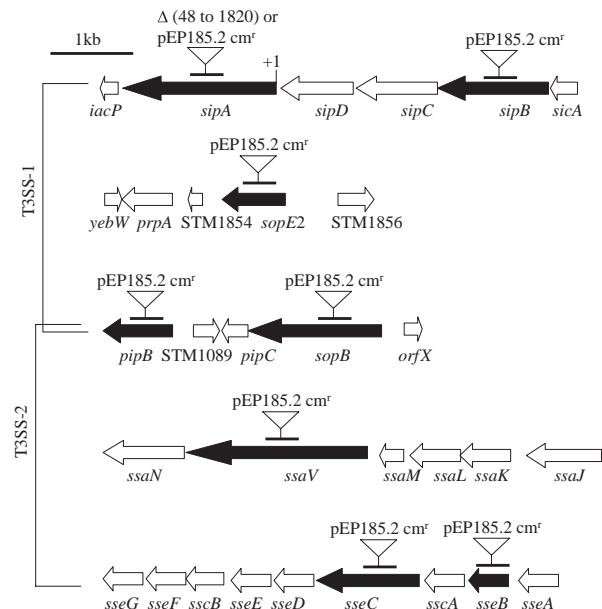 Δ (48 to 1820) or
1kb pEP185.2 cmʳ pEP185.2 cmʳ
+1
iacP sipA sipD sipC sipB sicA
T3SS-1
pEP185.2 cmʳ
yebW prpA STM1854 sopE2 STM1856
pEP185.2 cmʳ pEP185.2 cmʳ
pipB STM1089 pipC sopB orfX
T3SS-2
pEP185.2 cmʳ
ssaN ssaV ssaM ssaL ssaK ssaJ
pEP185.2 cmʳ pEP185.2 cmʳ
sseG sseF sscB sseE sseD sseC sscA sseB sseA